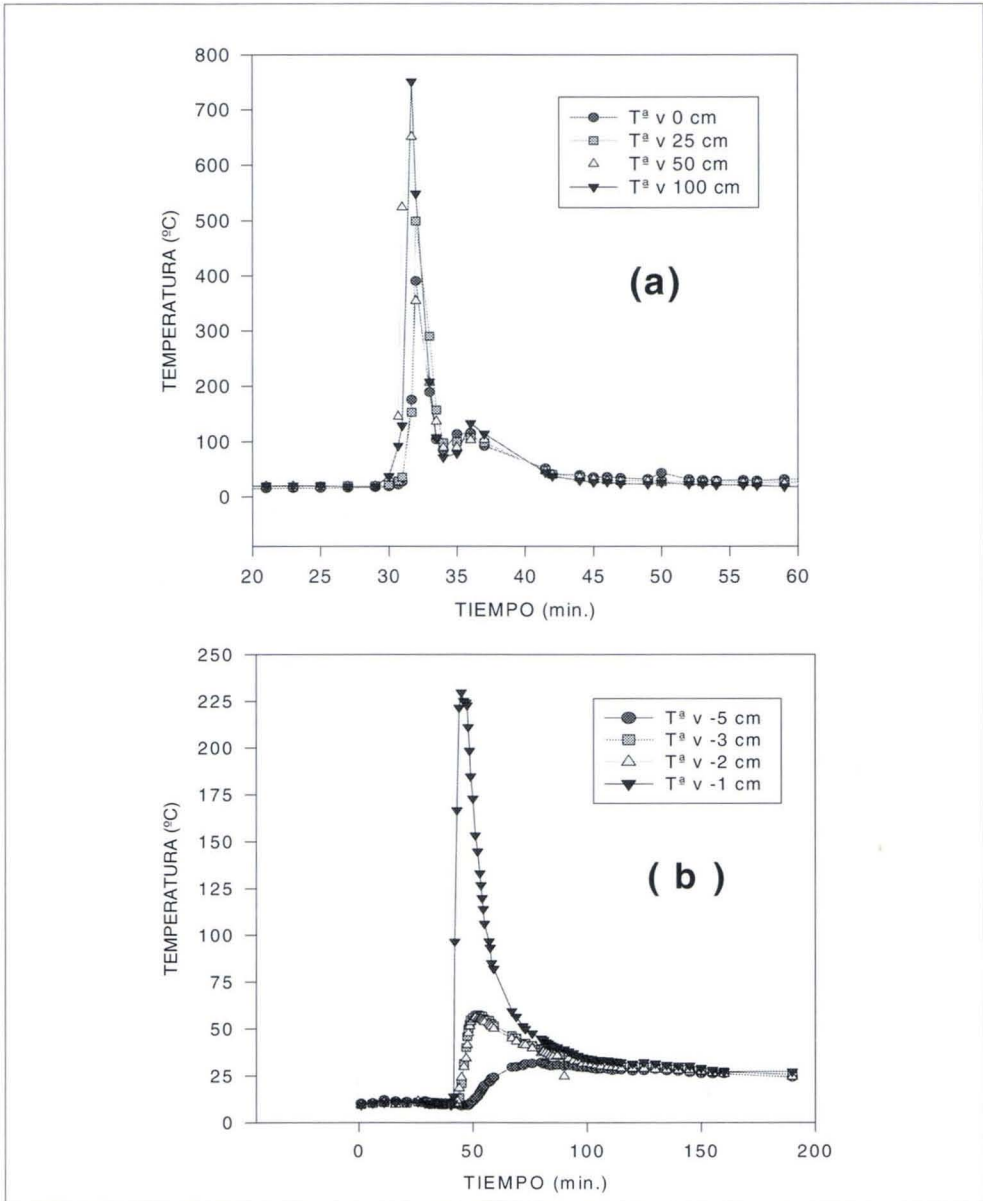 800
700
600
500
400
300
200
100
0
TEMPERATURA (ºC)
Tª v 0 cm
Tª v 25 cm
Tª v 50 cm
Tª v 100 cm
(a)
20 25 30 35 40 45 50 55 60
TIEMPO (min.)
250
225
200
175
150
125
100
75
50
25
0
TEMPERATURA (ºC)
Tª v -5 cm
Tª v -3 cm
Tª v -2 cm
Tª v -1 cm
( b )
0 50 100 150 200
TIEMPO (min.)